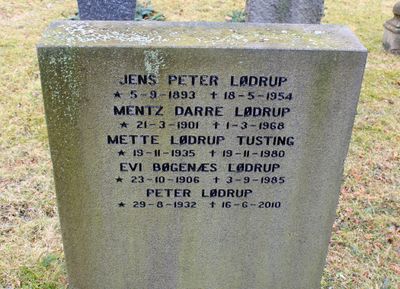 JENS PETER LØDRUP
★ 5-9-1893 ✝ 18-5-1954
MENTZ DARRE LØDRUP
★ 21-3-1901 ✝ 1-3-1968
METTE LØDRUP TUSTING
★ 19-11-1935 ✝ 19-11-1980
EVI BØGENÆS LØDRUP
★ 23-10-1906 ✝ 3-9-1985
PETER LØDRUP
★ 29-8-1932 ✝ 16-6-2010